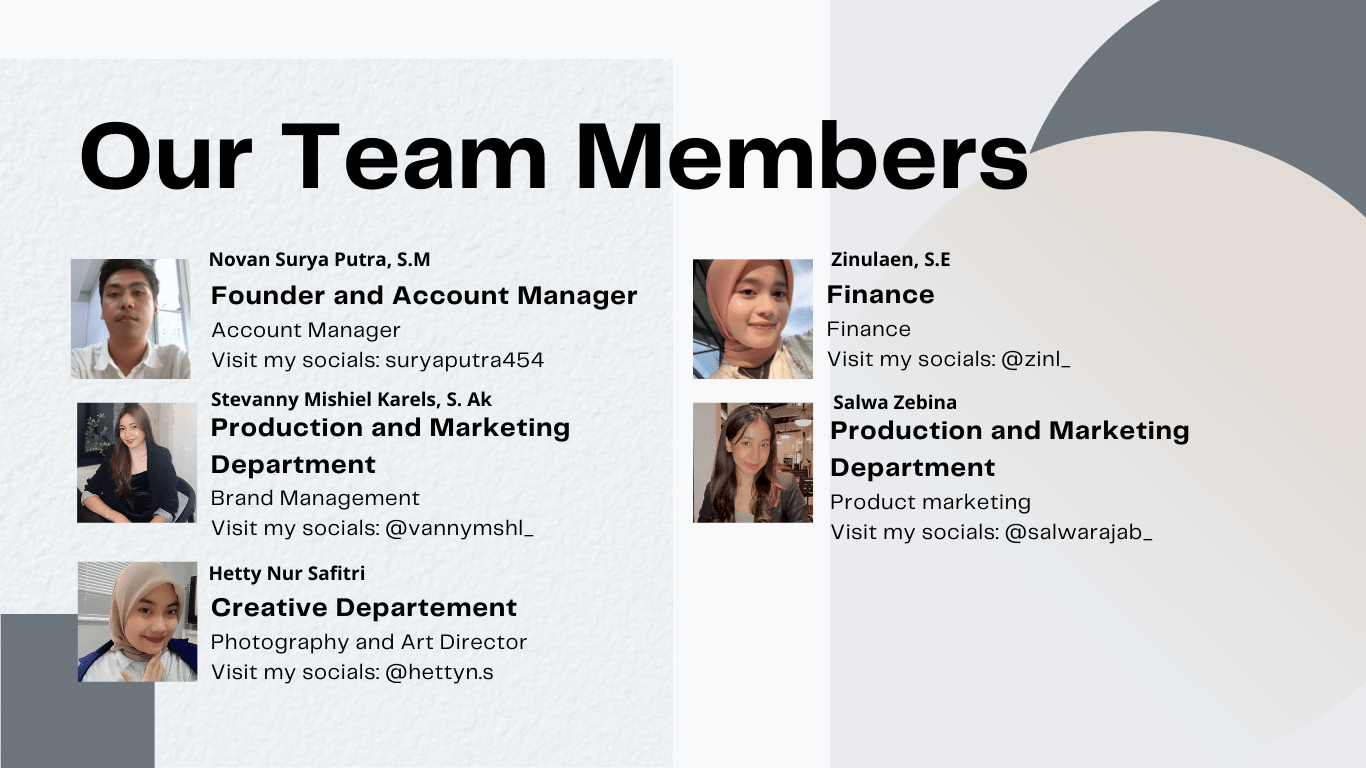 Our Team Members
Novan Surya Putra, S.M
Founder and Account Manager
Account Manager
Visit my socials: suryaputra454
Stevanny Mishiel Karels, S. Ak
Production and Marketing
Department
Brand Management
Visit my socials: @vannymshl_
Hetty Nur Safitri
Creative Departement
Photography and Art Director
Visit my socials: @hettyn.s
Zinulaen, S.E
Finance
Finance
Visit my socials: @zinl_
Salwa Zebina
Production and Marketing
Department
Product marketing
Visit my socials: @salwarajab_